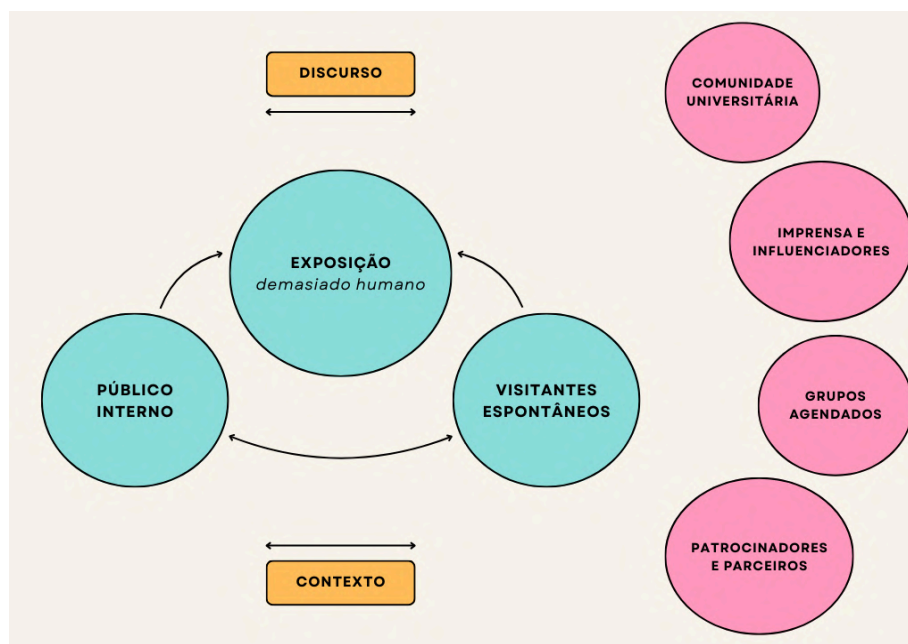 DISCURSO
COMUNIDADE
UNIVERSITÁRIA
IMPRENSA E
INFLUENCIADORES
EXPOSIÇÃO
demasiado humano
PÚBLICO
INTERNO
VISITANTES
ESPONTÂNEOS
GRUPOS
AGENDADOS
PATROCINADORES
E PARCEIROS
CONTEXTO